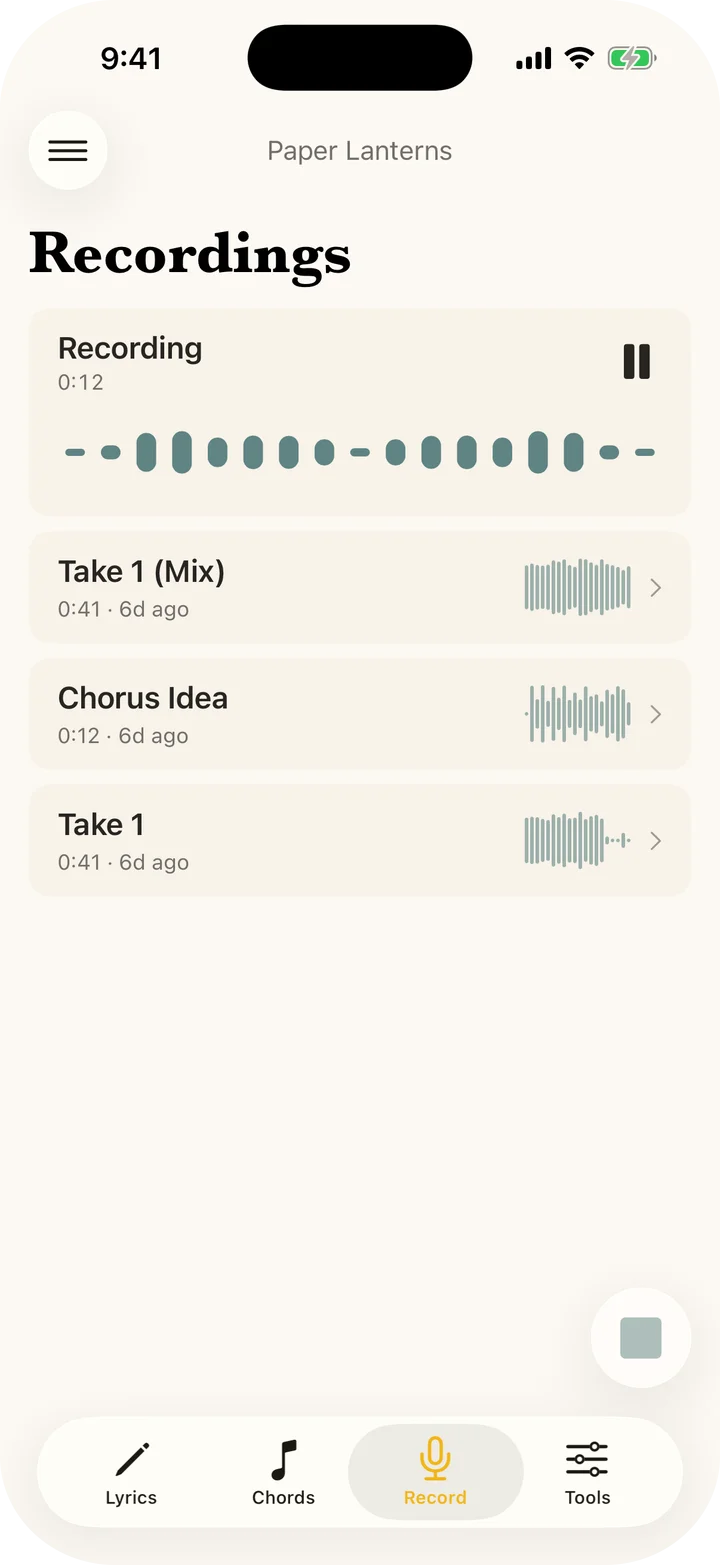 9:41
Paper Lanterns
Recordings
Recording
0:12
Take 1 (Mix)
0:41 · 6d ago
Chorus Idea
0:12 · 6d ago
Take 1
0:41 · 6d ago
Lyrics
Chords
Record
Tools